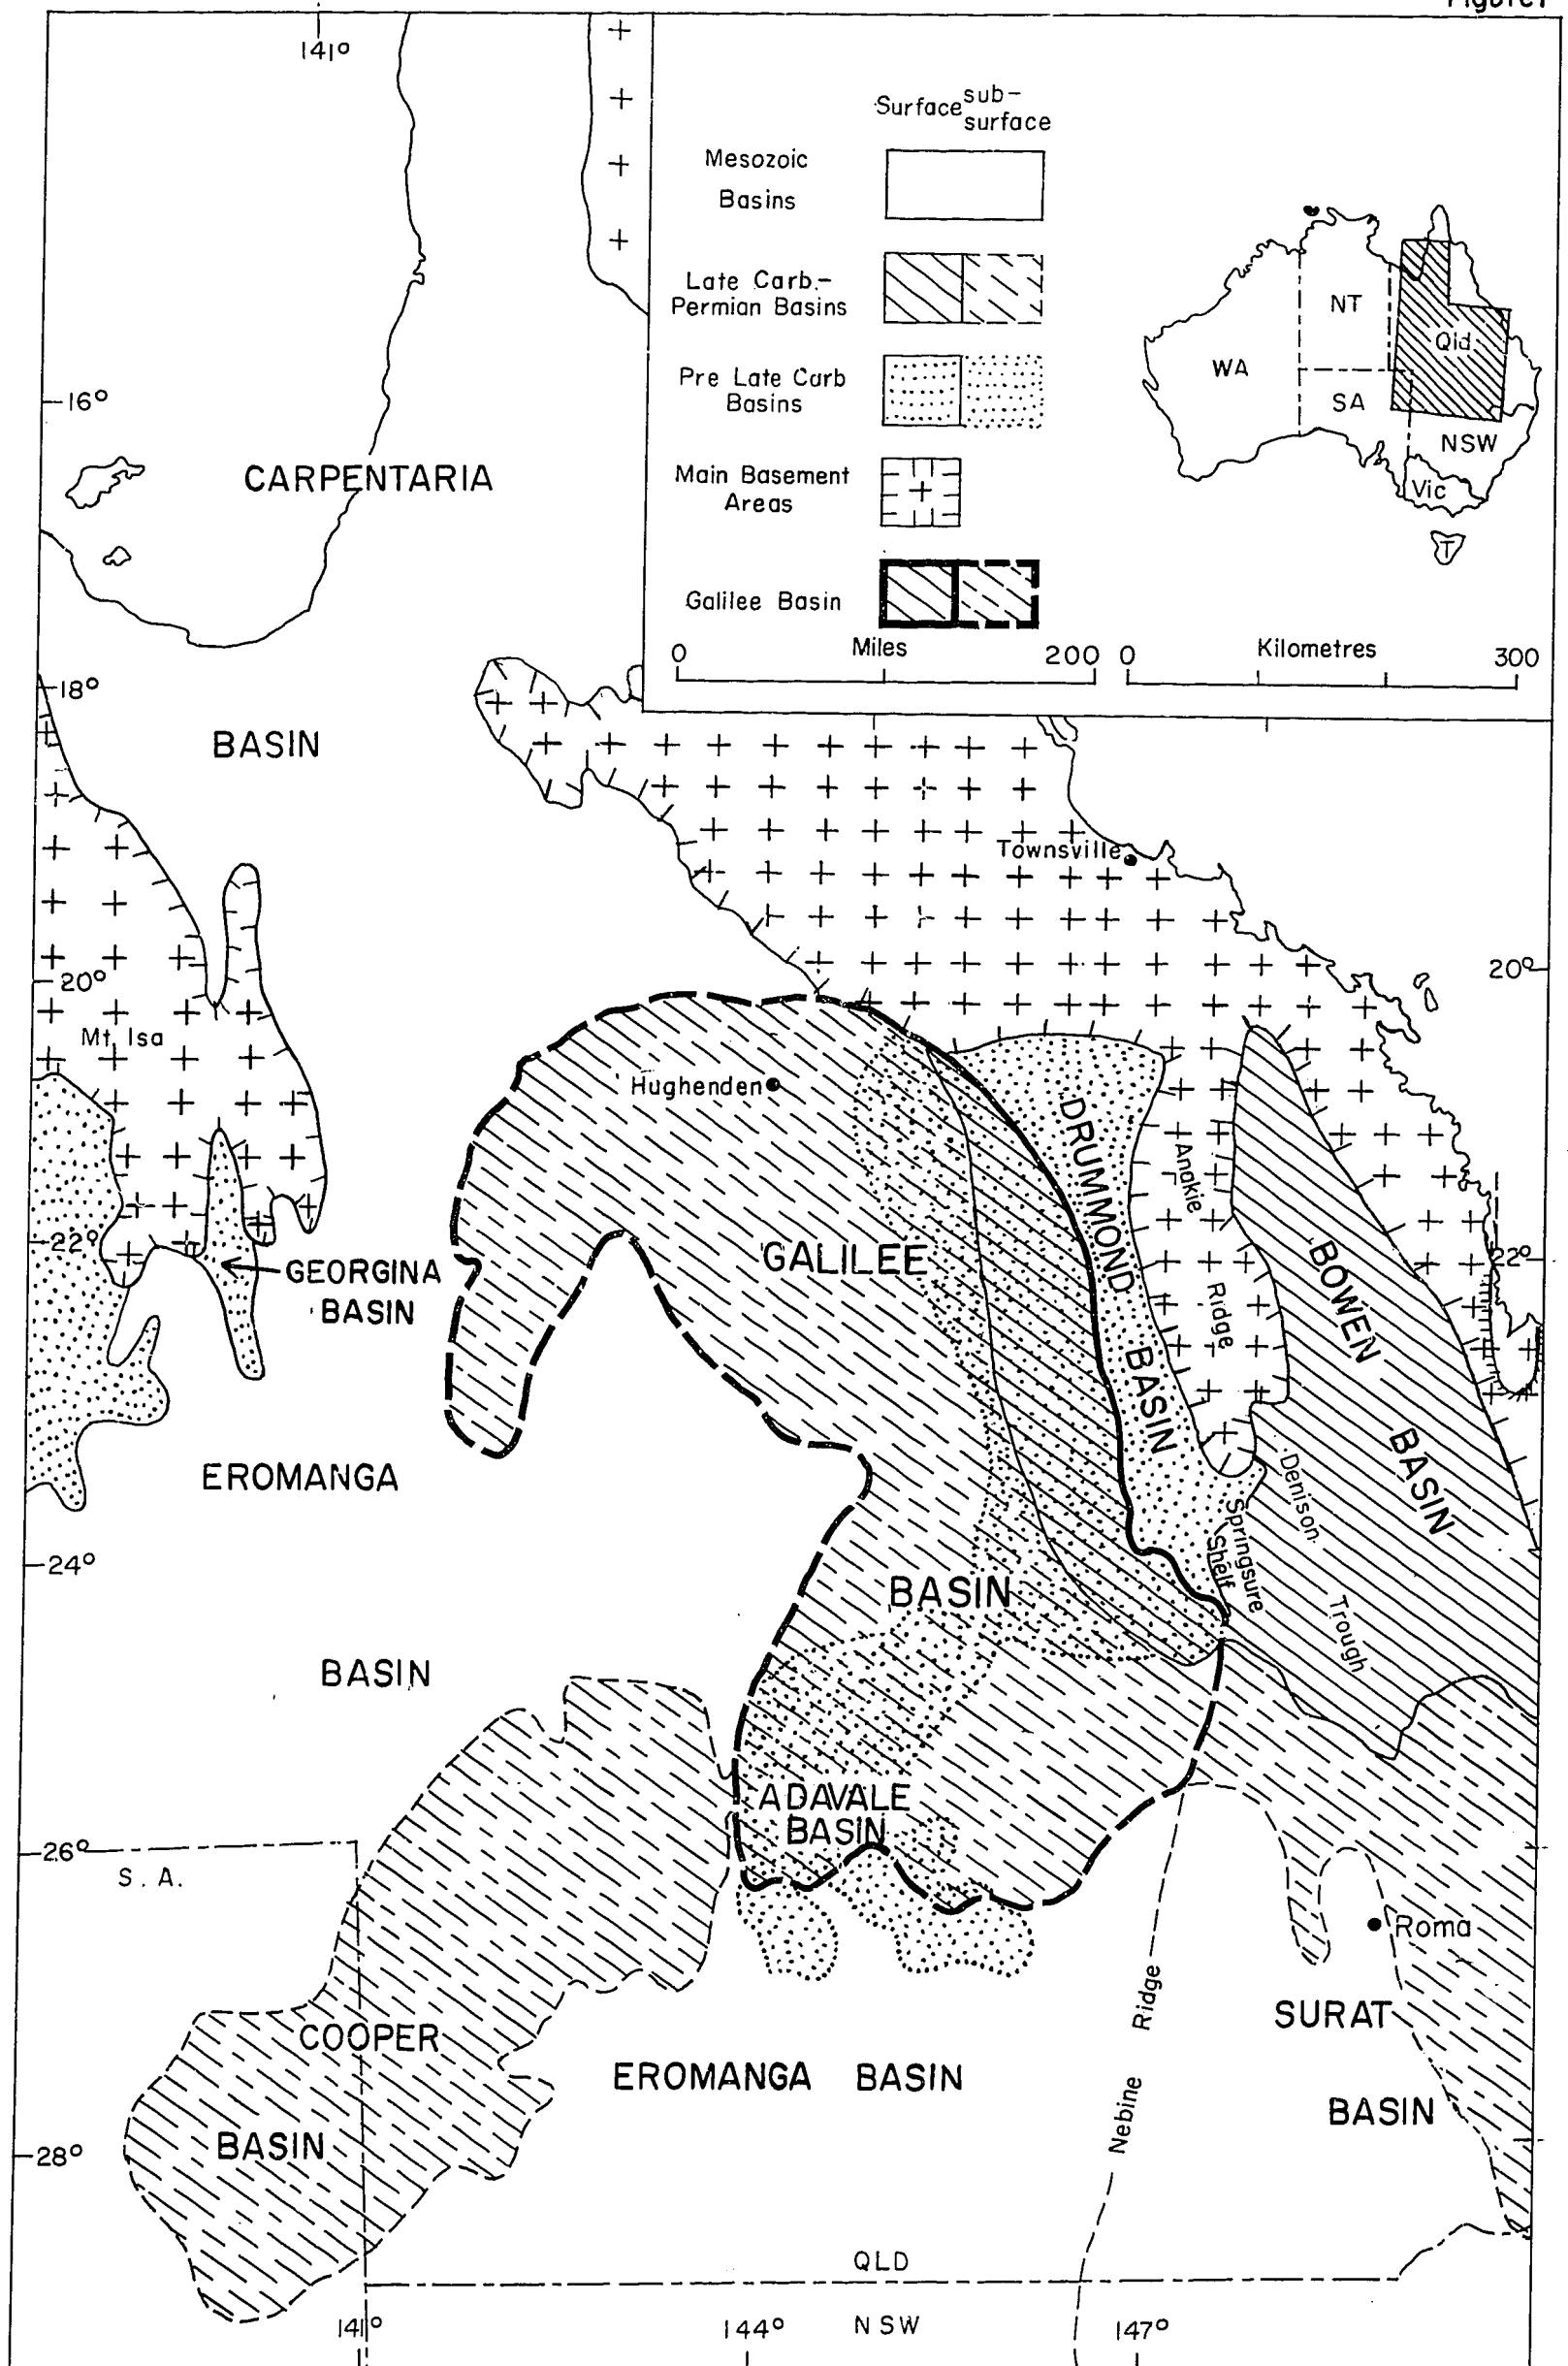 Figure 1
141°
Surface sub-
surface
Mesozoic
Basins
Late Carb.-
Permian Basins
Pre Late Carb
Basins
Main Basement
Areas
Galilee Basin
0 Miles 200
0 Kilometres 300
WA
NT
SA
Qld
NSW
Vic
T
16°
CARPENTARIA
18°
BASIN
Townsville
20°
20°
Mt. Isa
Hughenden
DRUMMOND
BASIN
Anakie
Ridge
22°
22°
GEORGINA
BASIN
GALILEE
BASIN
BOWEN
BASIN
EROMANGA
BASIN
Denison
Trough
Springsure
Shelf
24°
ADAVALE
BASIN
26°
S. A.
Roma
Nebine Ridge
SURAT
BASIN
COOPER
BASIN
EROMANGA BASIN
28°
QLD
NSW
141°
144°
147°